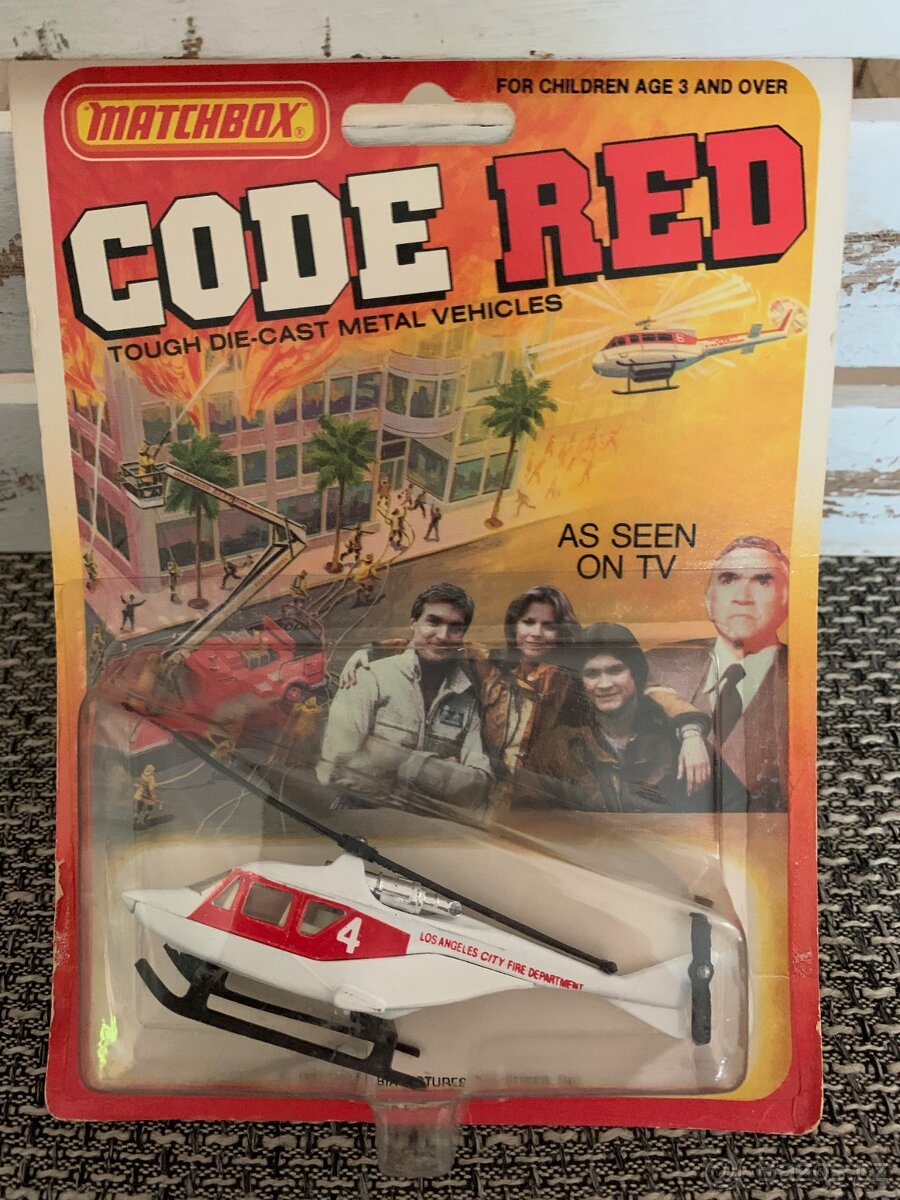 FOR CHILDREN AGE 3 AND OVER
"MATCHBOX"®
CODE RED
TOUGH DIE-CAST METAL VEHICLES
6
AS SEEN
ON TV
4
LOS ANGELES CITY FIRE DEPARTMENT